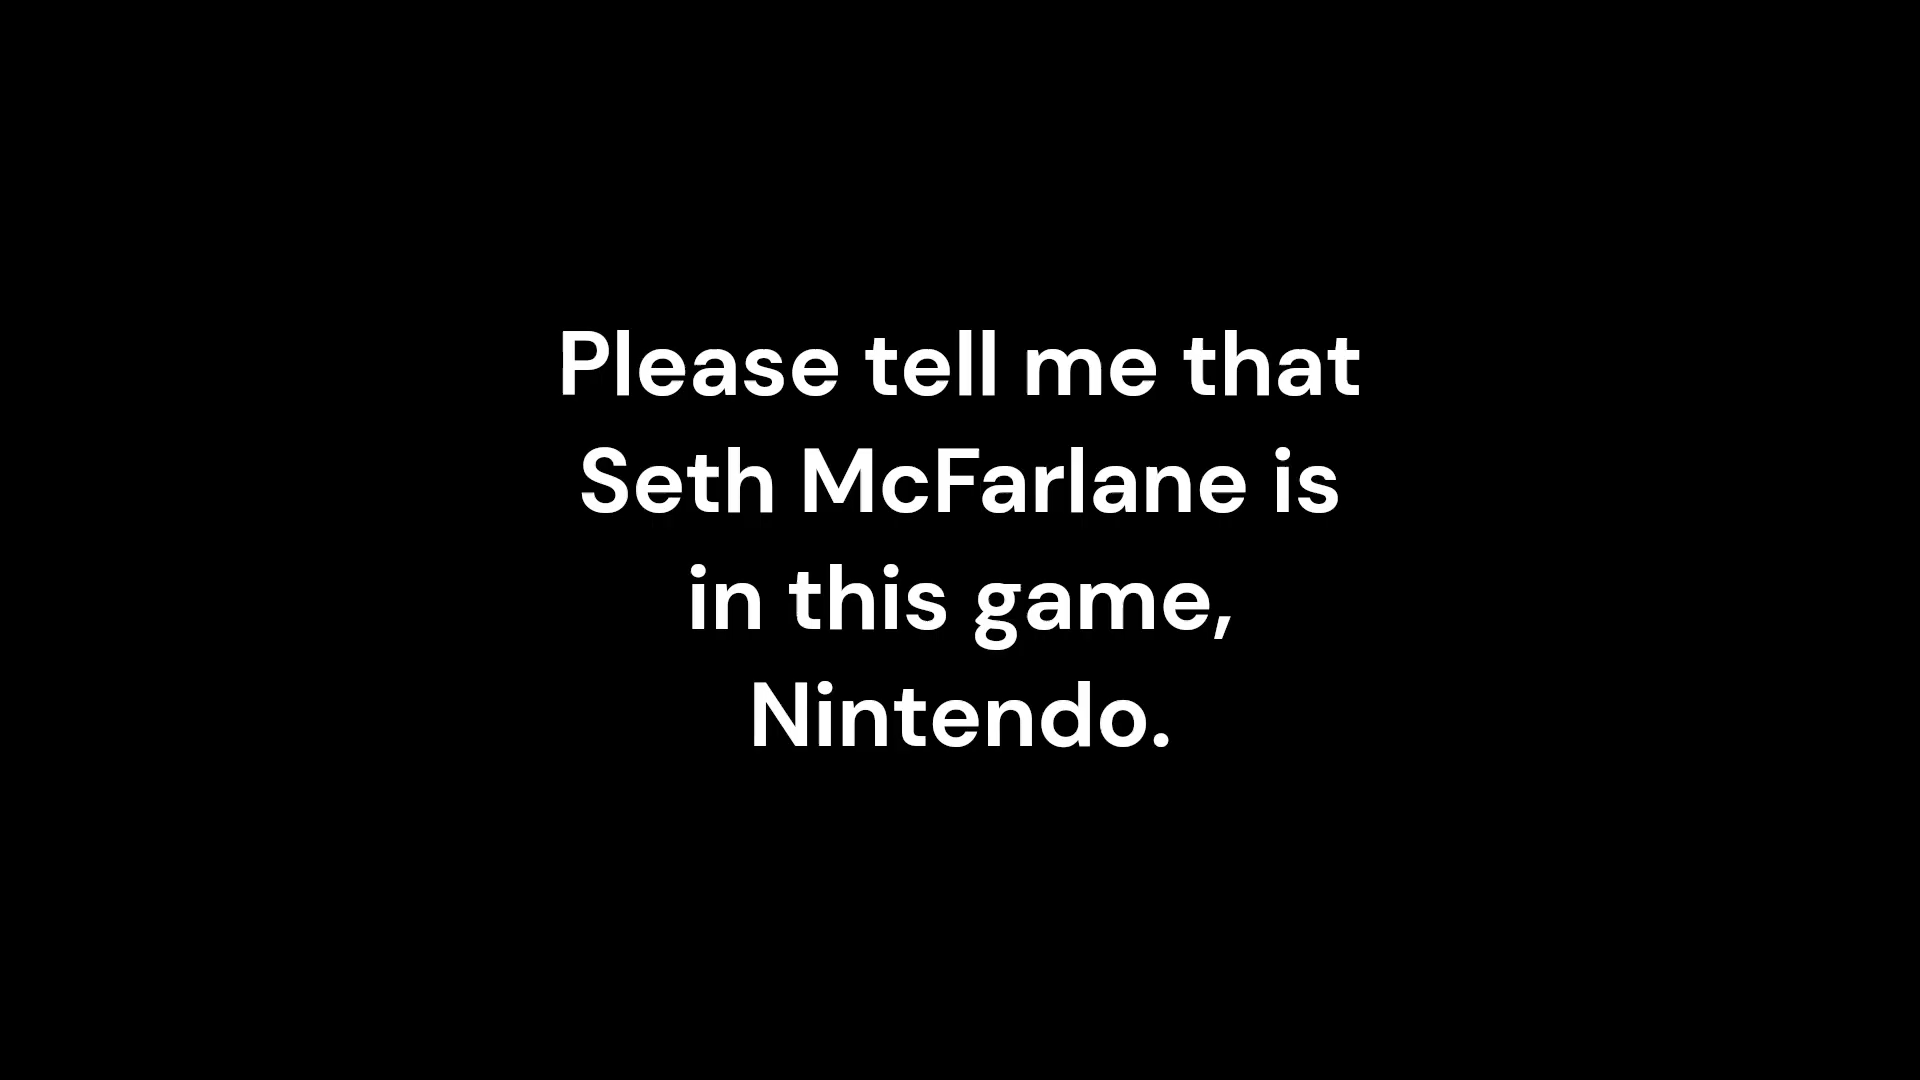 Please tell me that
Seth McFarlane is
in this game,
Nintendo.